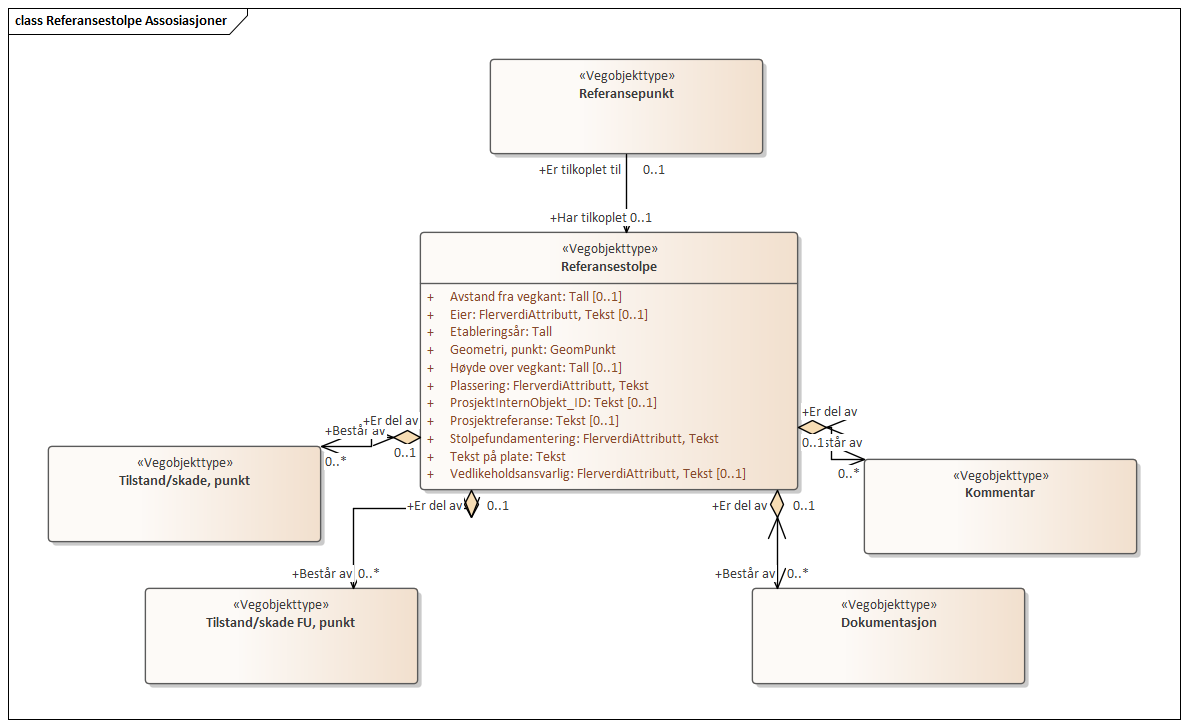 class Referansestolpe Assosiasjoner
«Vegobjekttype»
Referansepunkt
+Er tilkoplet til 0..1
+Har tilkoplet 0..1
«Vegobjekttype»
Referansestolpe
+ Avstand fra vegkant: Tall [0..1]
+ Eier: FlerverdiAttributt, Tekst [0..1]
+ Etableringsår: Tall
+ Geometri, punkt: GeomPunkt
+ Høyde over vegkant: Tall [0..1]
+ Plassering: FlerverdiAttributt, Tekst
+ ProsjektInternObjekt_ID: Tekst [0..1]
+ Prosjektreferanse: Tekst [0..1]
+ Stolpefundamentering: FlerverdiAttributt, Tekst
+ Tekst på plate: Tekst
+ Vedlikeholdsansvarlig: FlerverdiAttributt, Tekst [0..1]
+Er del av
+Består av
0..1
0..*
«Vegobjekttype»
Tilstand/skade, punkt
+Er del av
0..1
står av
0..*
«Vegobjekttype»
Kommentar
+Er del av 0..1
+Består av 0..*
«Vegobjekttype»
Tilstand/skade FU, punkt
+Er del av 0..1
+Består av 0..*
«Vegobjekttype»
Dokumentasjon